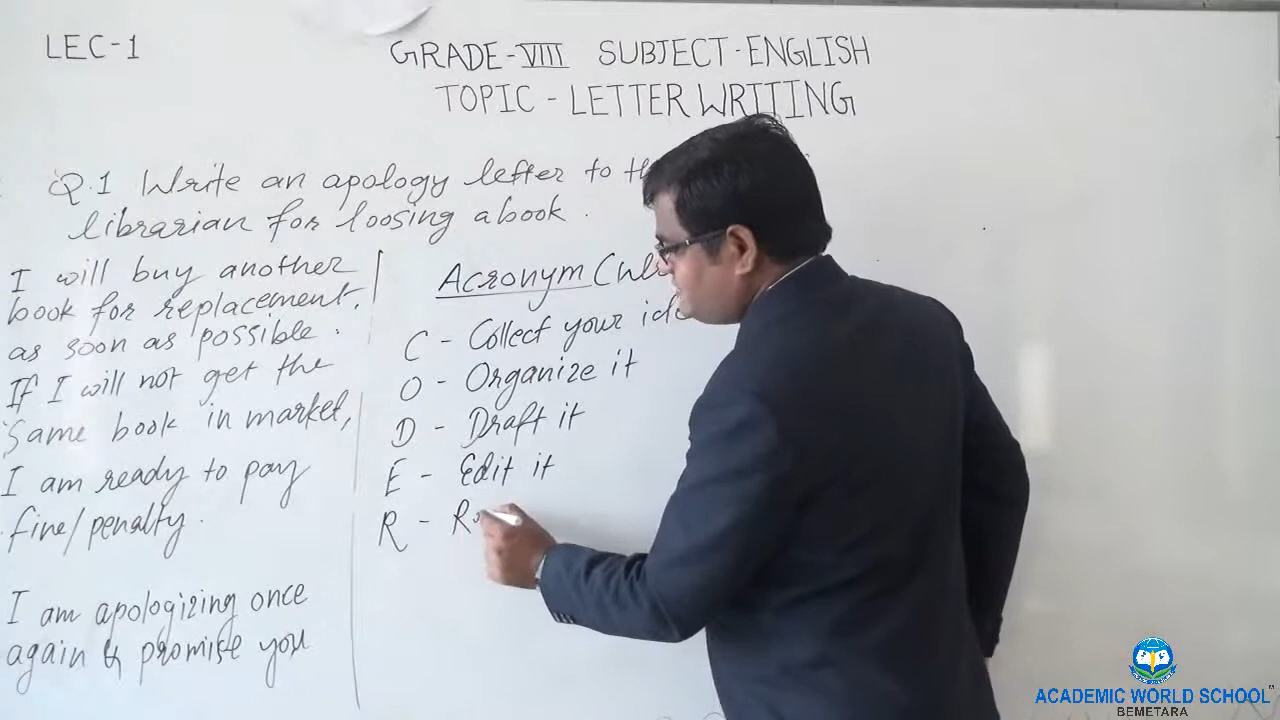 LEC-1
GRADE-VIII SUBJECT-ENGLISH
TOPIC - LETTER WRITING
Q.1 Write an apology letter to
librarian for loosing a book.
I will buy another
book for replacement.
as soon as possible.
If I will not get the
Same book in market,
I am ready to pay
fine/penalty.
I am apologizing once
again & promise you
Acronym
C - Collect your
O - Organize it
D - Draft it
E - Edit it
R -
ACADEMIC WORLD SCHOOL™
BEMETARA